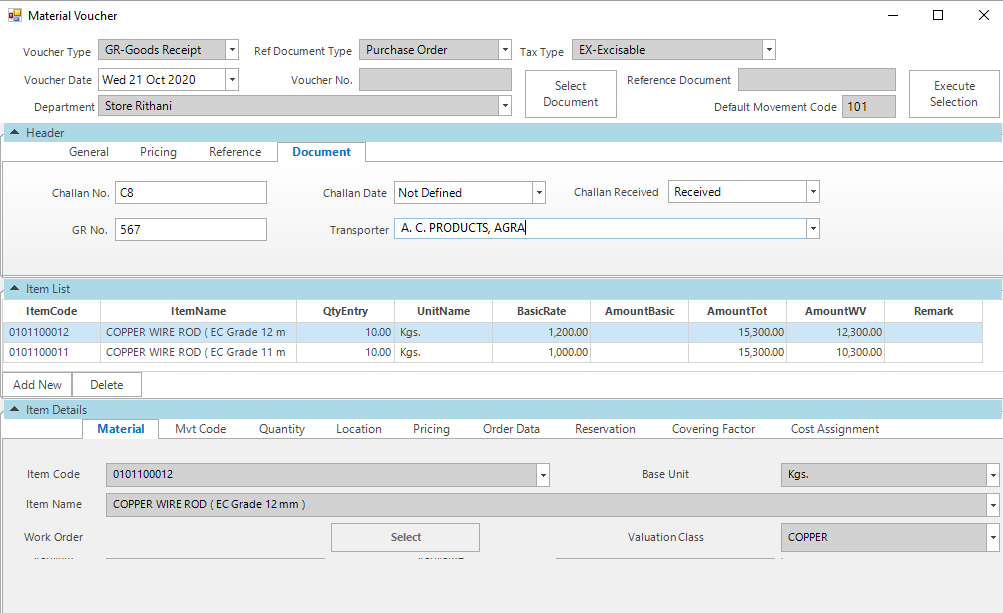 Material Voucher
Voucher Type GR-Goods Receipt Ref Document Type Purchase Order Tax Type EX-Excisable
Voucher Date Wed 21 Oct 2020 Voucher No. Select Document Reference Document Execute Selection
Department Store Rithani Default Movement Code 101
Header
General Pricing Reference Document
Challan No. C8 Challan Date Not Defined Challan Received Received
GR No. 567 Transporter A. C. PRODUCTS, AGRA
Item List
ItemCode ItemName QtyEntry UnitName BasicRate AmountBasic AmountTot AmountWV Remark
0101100012 COPPER WIRE ROD ( EC Grade 12 m 10.00 Kgs. 1,200.00 15,300.00 12,300.00
0101100011 COPPER WIRE ROD ( EC Grade 11 m 10.00 Kgs. 1,000.00 15,300.00 10,300.00
Add New Delete
Item Details
Material Mvt Code Quantity Location Pricing Order Data Reservation Covering Factor Cost Assignment
Item Code 0101100012 Base Unit Kgs.
Item Name COPPER WIRE ROD ( EC Grade 12 mm )
Work Order Select Valuation Class COPPER